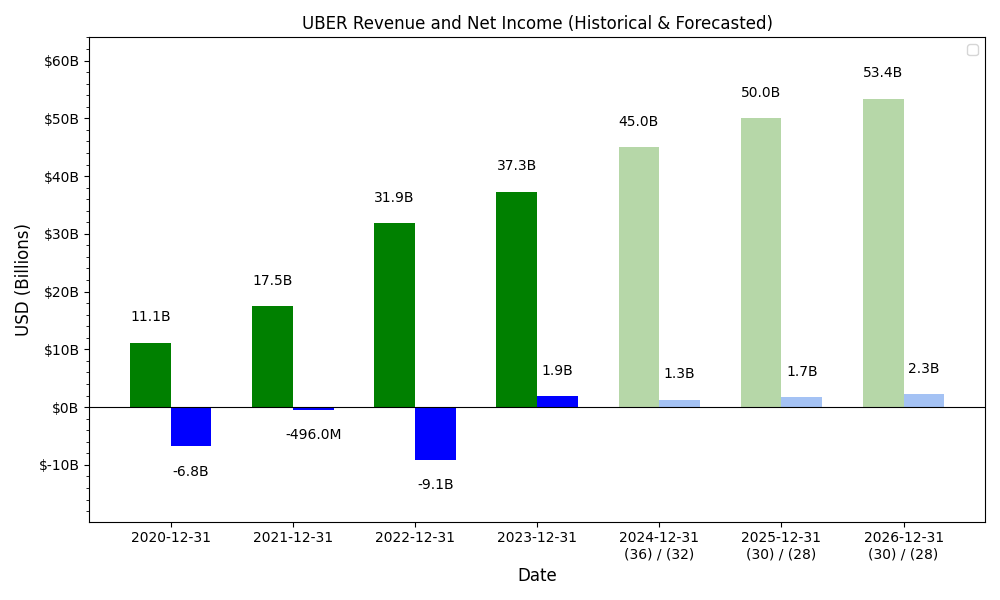 UBER Revenue and Net Income (Historical & Forecasted)
USD (Billions)
$60B
$50B
$40B
$30B
$20B
$10B
$0B
$-10B
11.1B
17.5B
31.9B
37.3B
45.0B
50.0B
53.4B
-6.8B
-496.0M
-9.1B
1.9B
1.3B
1.7B
2.3B
2020-12-31
2021-12-31
2022-12-31
2023-12-31
2024-12-31
(36) / (32)
2025-12-31
(30) / (28)
2026-12-31
(30) / (28)
Date